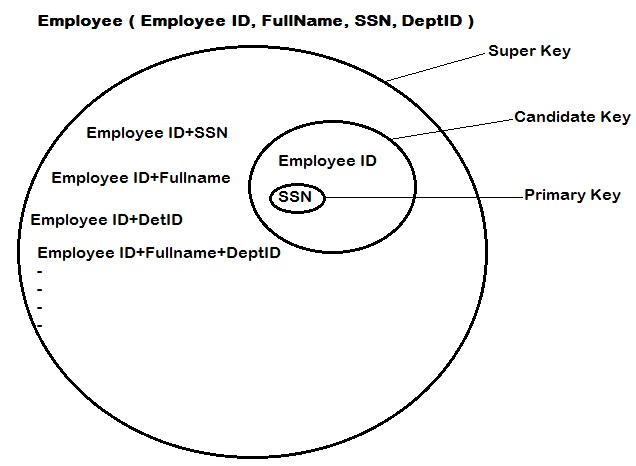 Employee ( Employee ID, FullName, SSN, DeptID )
Super Key
Candidate Key
Employee ID+SSN
Employee ID
Employee ID+Fullname
SSN
Primary Key
Employee ID+DetID
Employee ID+Fullname+DeptID
-
-
-
-